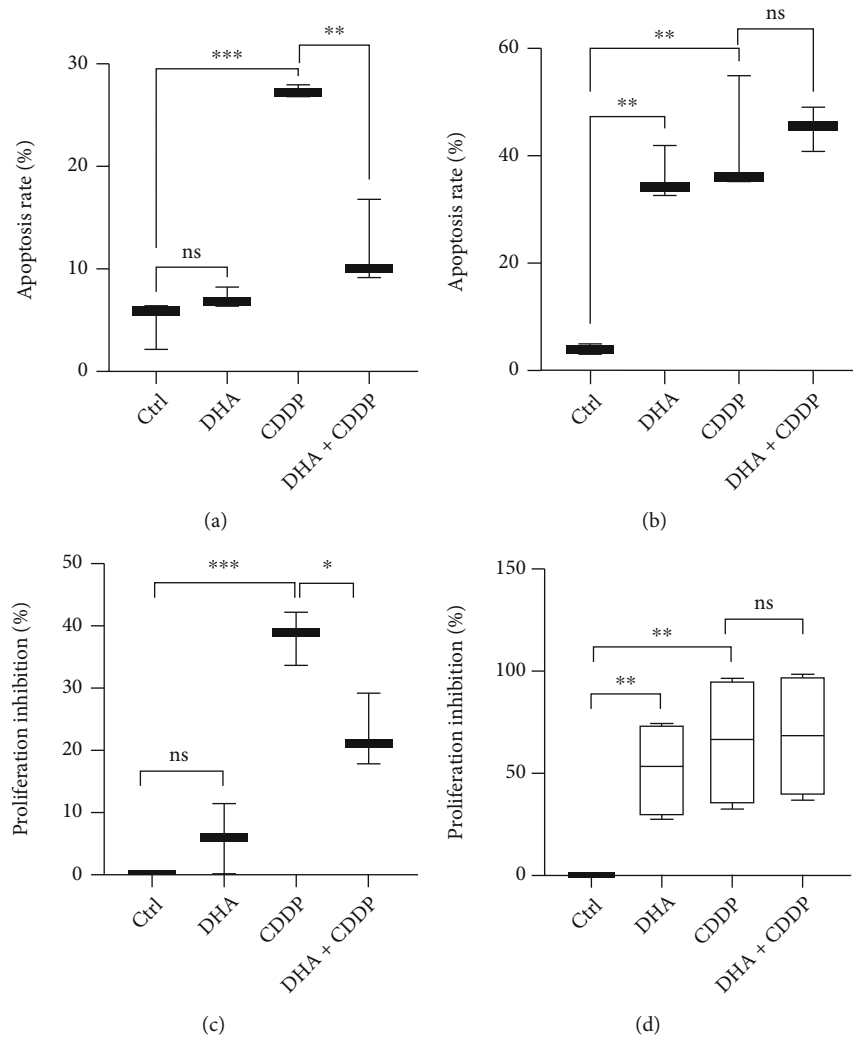 Apoptosis rate (%)
30
20
10
0
***
**
ns
Ctrl
DHA
CDDP
DHA + CDDP
(a)
Apoptosis rate (%)
60
40
20
0
**
**
ns
Ctrl
DHA
CDDP
DHA + CDDP
(b)
Proliferation inhibition (%)
50
40
30
20
10
0
***
*
ns
Ctrl
DHA
CDDP
DHA + CDDP
(c)
Proliferation inhibition (%)
150
100
50
0
**
**
ns
Ctrl
DHA
CDDP
DHA + CDDP
(d)